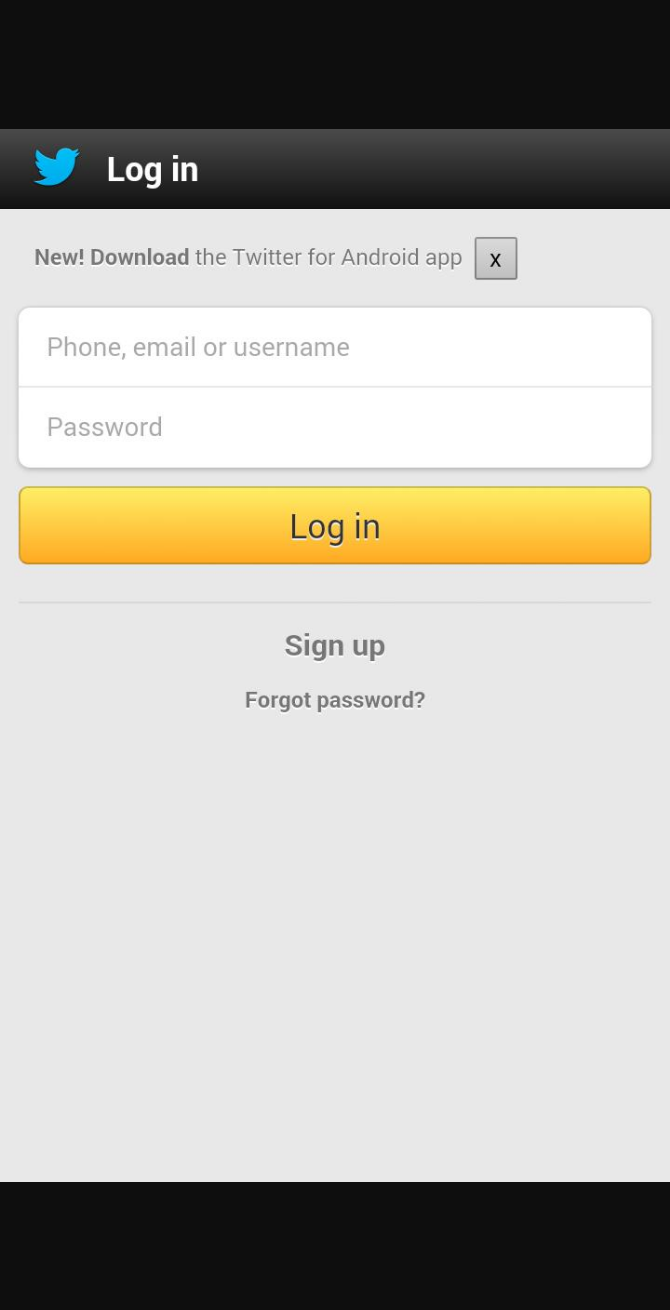 Log in
New! Download the Twitter for Android app x
Phone, email or username
Password
Log in
Sign up
Forgot password?